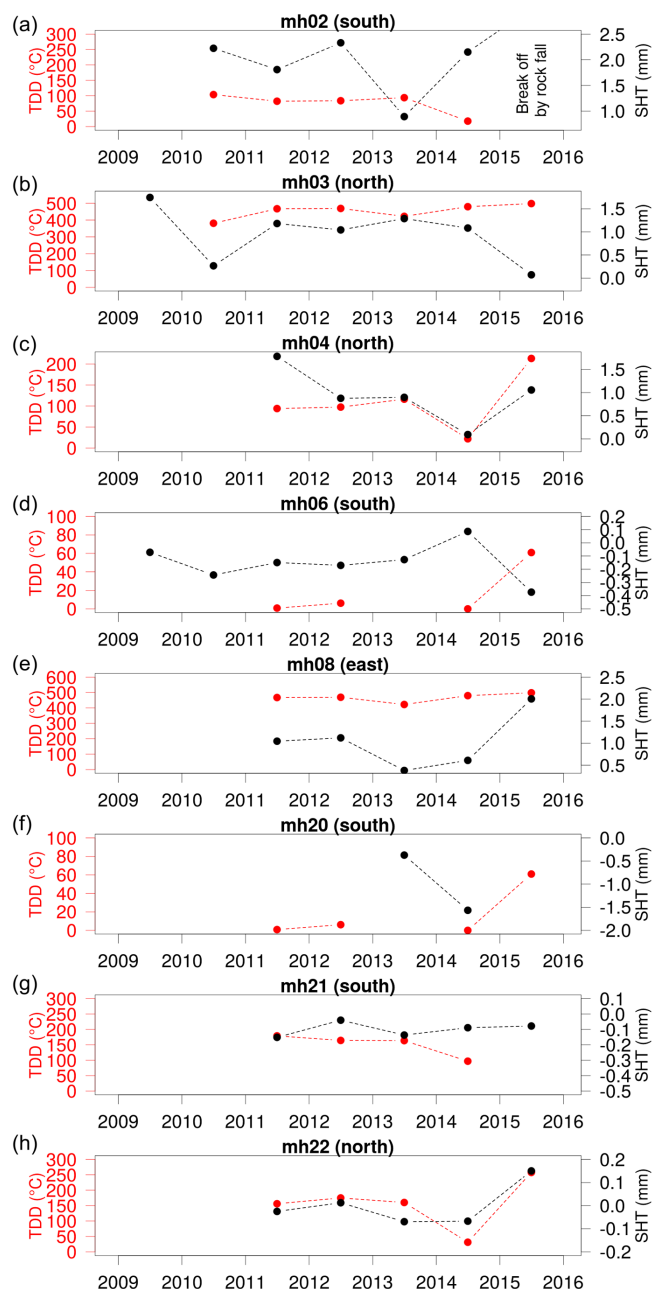 (a) mh02 (south)
TDD (°C)
300
250
200
150
100
50
0
2.5
2.0
1.5
1.0
SHT (mm)
Break off
by rock fall
2009 2010 2011 2012 2013 2014 2015 2016
(b) mh03 (north)
TDD (°C)
500
400
300
200
100
0
1.5
1.0
0.5
0.0
SHT (mm)
2009 2010 2011 2012 2013 2014 2015 2016
(c) mh04 (north)
TDD (°C)
200
150
100
50
0
1.5
1.0
0.5
0.0
SHT (mm)
2009 2010 2011 2012 2013 2014 2015 2016
(d) mh06 (south)
TDD (°C)
100
80
60
40
20
0
0.2
0.1
0.0
-0.1
-0.2
-0.3
-0.4
-0.5
SHT (mm)
2009 2010 2011 2012 2013 2014 2015 2016
(e) mh08 (east)
TDD (°C)
600
500
400
300
200
100
0
2.5
2.0
1.5
1.0
0.5
SHT (mm)
2009 2010 2011 2012 2013 2014 2015 2016
(f) mh20 (south)
TDD (°C)
100
80
60
40
20
0
0.0
-0.5
-1.0
-1.5
-2.0
SHT (mm)
2009 2010 2011 2012 2013 2014 2015 2016
(g) mh21 (south)
TDD (°C)
300
250
200
150
100
50
0
0.1
0.0
-0.1
-0.2
-0.3
-0.4
-0.5
SHT (mm)
2009 2010 2011 2012 2013 2014 2015 2016
(h) mh22 (north)
TDD (°C)
300
250
200
150
100
50
0
0.2
0.1
0.0
-0.1
-0.2
SHT (mm)
2009 2010 2011 2012 2013 2014 2015 2016